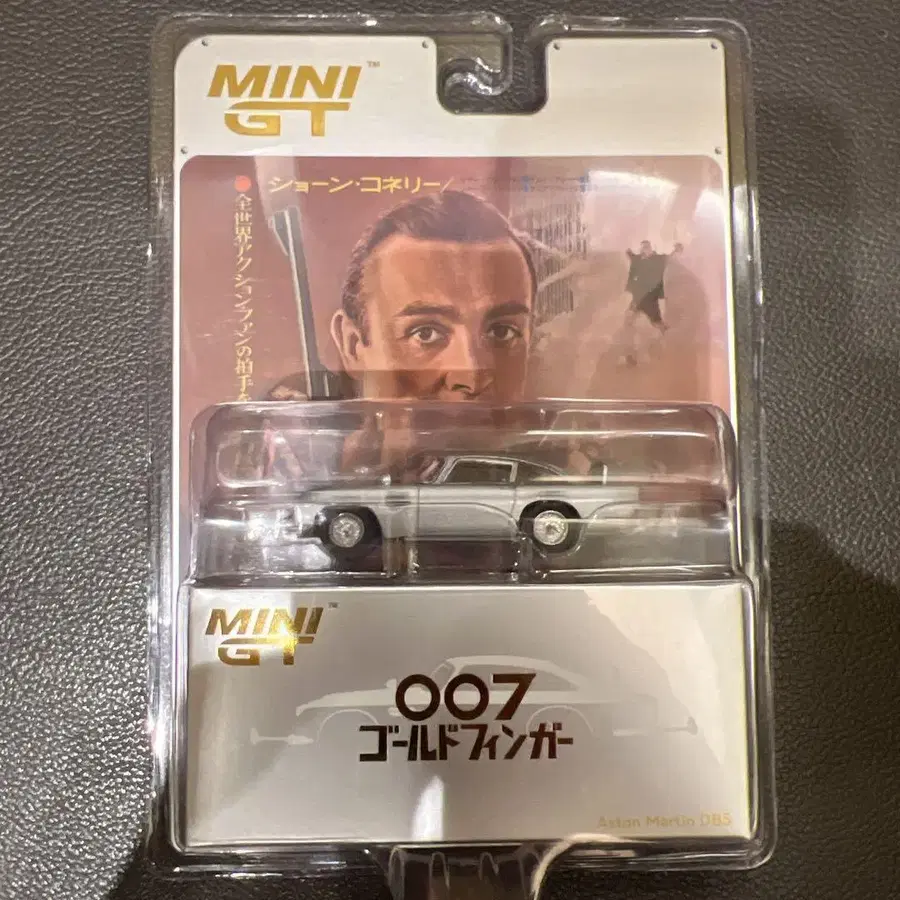 MINI GT™
ショーン・コネリー/
●全世界アクションファンの拍手を
MINI GT™
007
ゴールドフィンガー
Aston Martin DB5